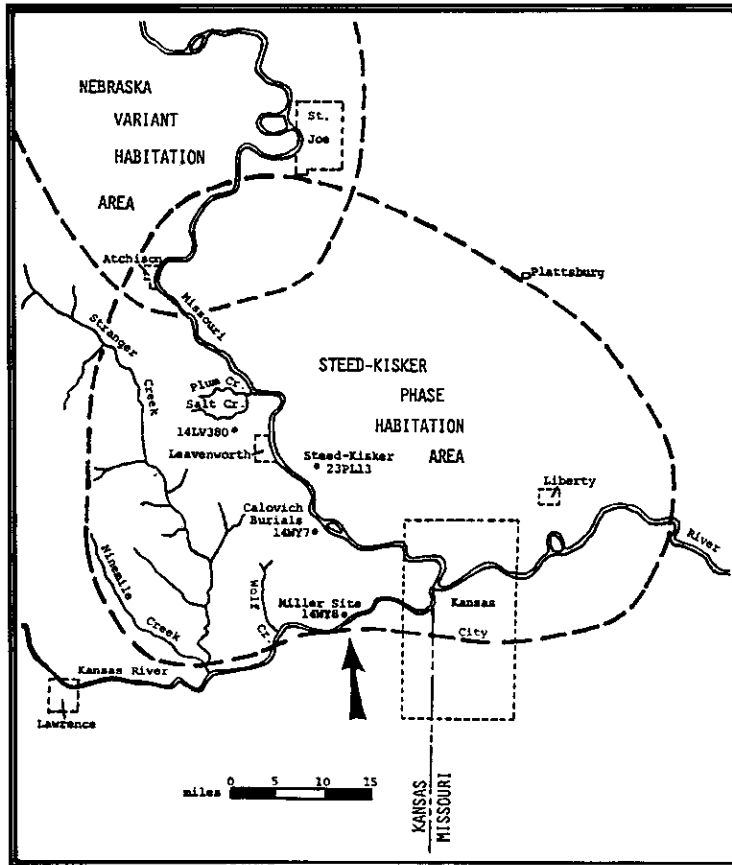 NEBRASKA
VARIANT
HABITATION
AREA
St.
Joe
Atchison
Plattsburg
Missouri
Stranger
Creek
STEED-KISKER
PHASE
HABITATION
AREA
Plum Cr.
Salt Cr.
14LV380
Leavenworth
Steed-Kisker
23PL13
Liberty
Calovich
Burials
14WY7
River
Ninemile
Creek
Wolf
Cr.
Miller Site
14WY8
Kansas
City
Kansas River
Lawrence
miles 0 5 10 15
KANSAS
MISSOURI